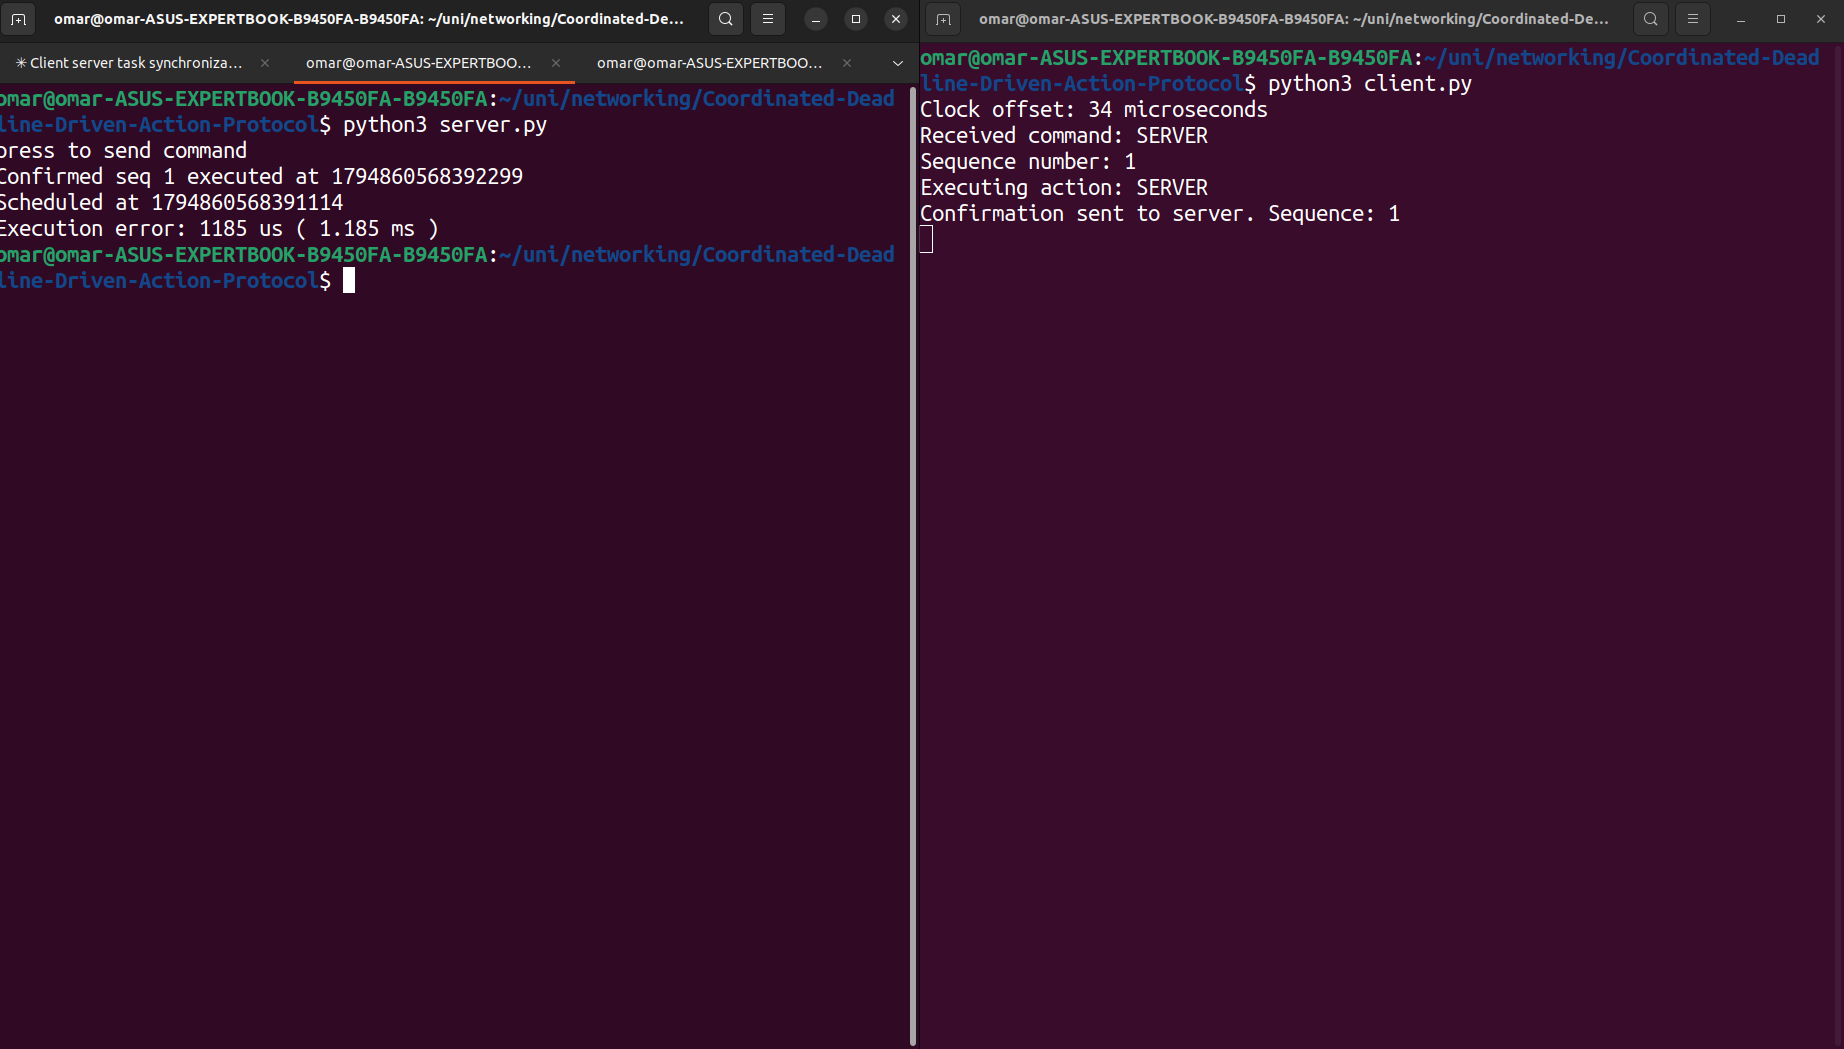 omar@omar-ASUS-EXPERTBOOK-B9450FA-B9450FA: ~/uni/networking/Coordinated-De...
✳ Client server task synchroniza...
omar@omar-ASUS-EXPERTBOO...
omar@omar-ASUS-EXPERTBOO...
omar@omar-ASUS-EXPERTBOOK-B9450FA-B9450FA:~/uni/networking/Coordinated-Dead
line-Driven-Action-Protocol$ python3 server.py
press to send command
Confirmed seq 1 executed at 1794860568392299
Scheduled at 1794860568391114
Execution error: 1185 us ( 1.185 ms )
omar@omar-ASUS-EXPERTBOOK-B9450FA-B9450FA:~/uni/networking/Coordinated-Dead
line-Driven-Action-Protocol$
omar@omar-ASUS-EXPERTBOOK-B9450FA-B9450FA: ~/uni/networking/Coordinated-De...
omar@omar-ASUS-EXPERTBOOK-B9450FA-B9450FA:~/uni/networking/Coordinated-Dead
line-Driven-Action-Protocol$ python3 client.py
Clock offset: 34 microseconds
Received command: SERVER
Sequence number: 1
Executing action: SERVER
Confirmation sent to server. Sequence: 1